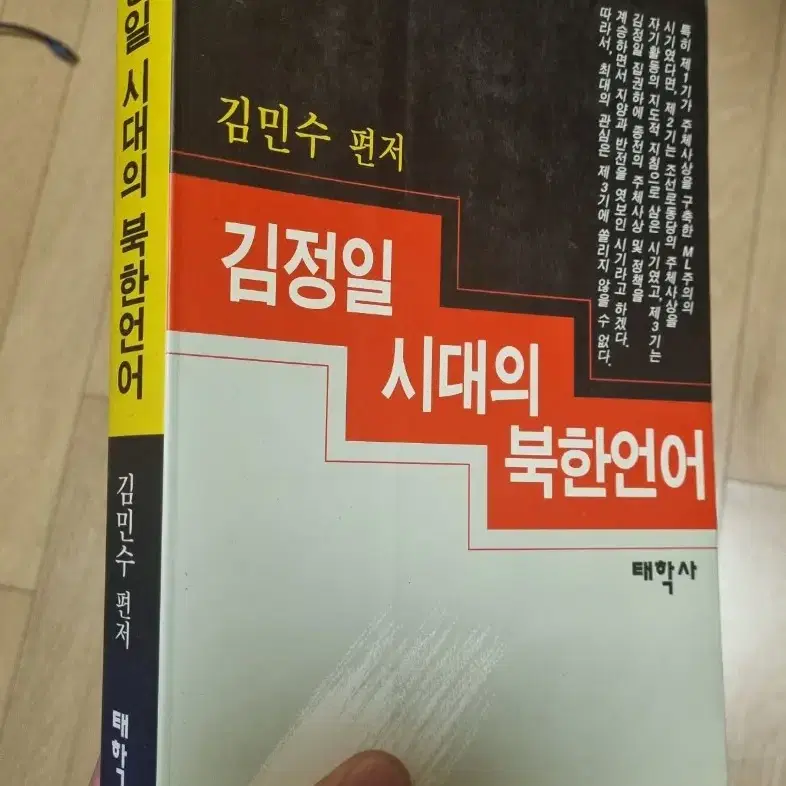 일 시대의 북한언어
김민수 편저
태학
김민수 편저
특히 제1기가 주체사상을 구축한 ML주의의
시기였다면, 제2기는 조선로동당의 주체사상을
자기활동의 지도적 지침으로 삼은 시기였고, 제3기는
김정일 집권하에 종전의 주체사상 및 정책을
계승하면서 지양과 반전을 엿보인 시기라고 하겠다.
따라서, 최대의 관심은 제3기에 쏠리지 않을 수 없다.
김정일
시대의
북한언어
태학사